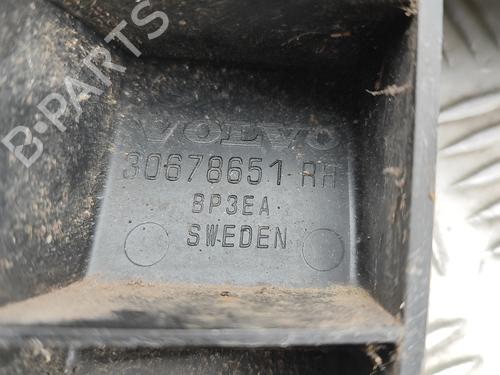 VOLVO
30678651 RH
BP3EA
SWEDEN
B-PARTS